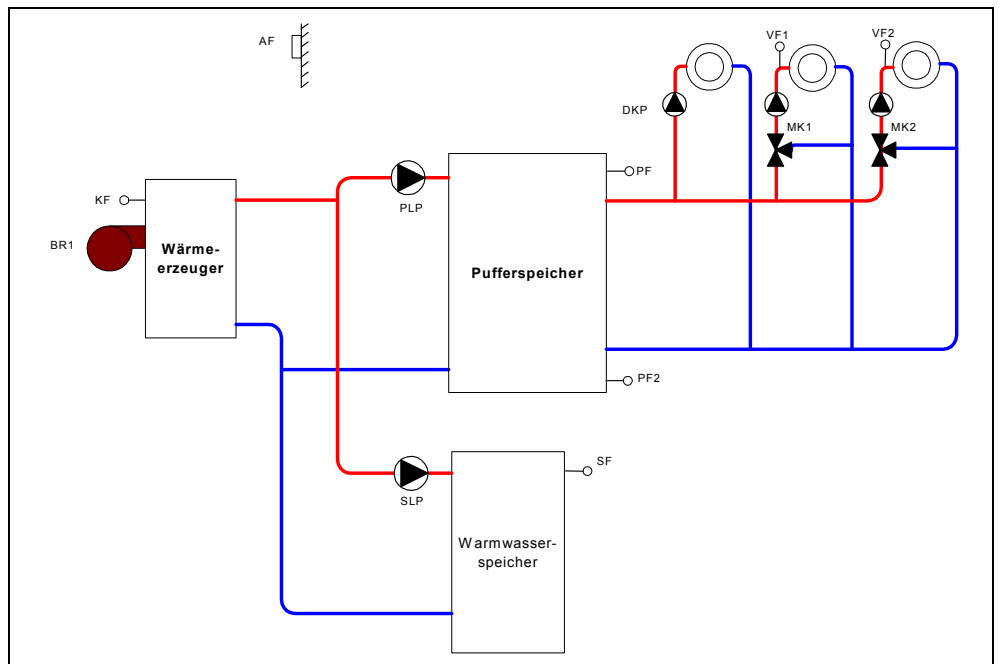 AF
VF1
VF2
DKP
MK1
MK2
PLP
PF
KF
BR1
Wärme-
erzeuger
Pufferspeicher
PF2
SLP
SF
Warmwasser-
speicher